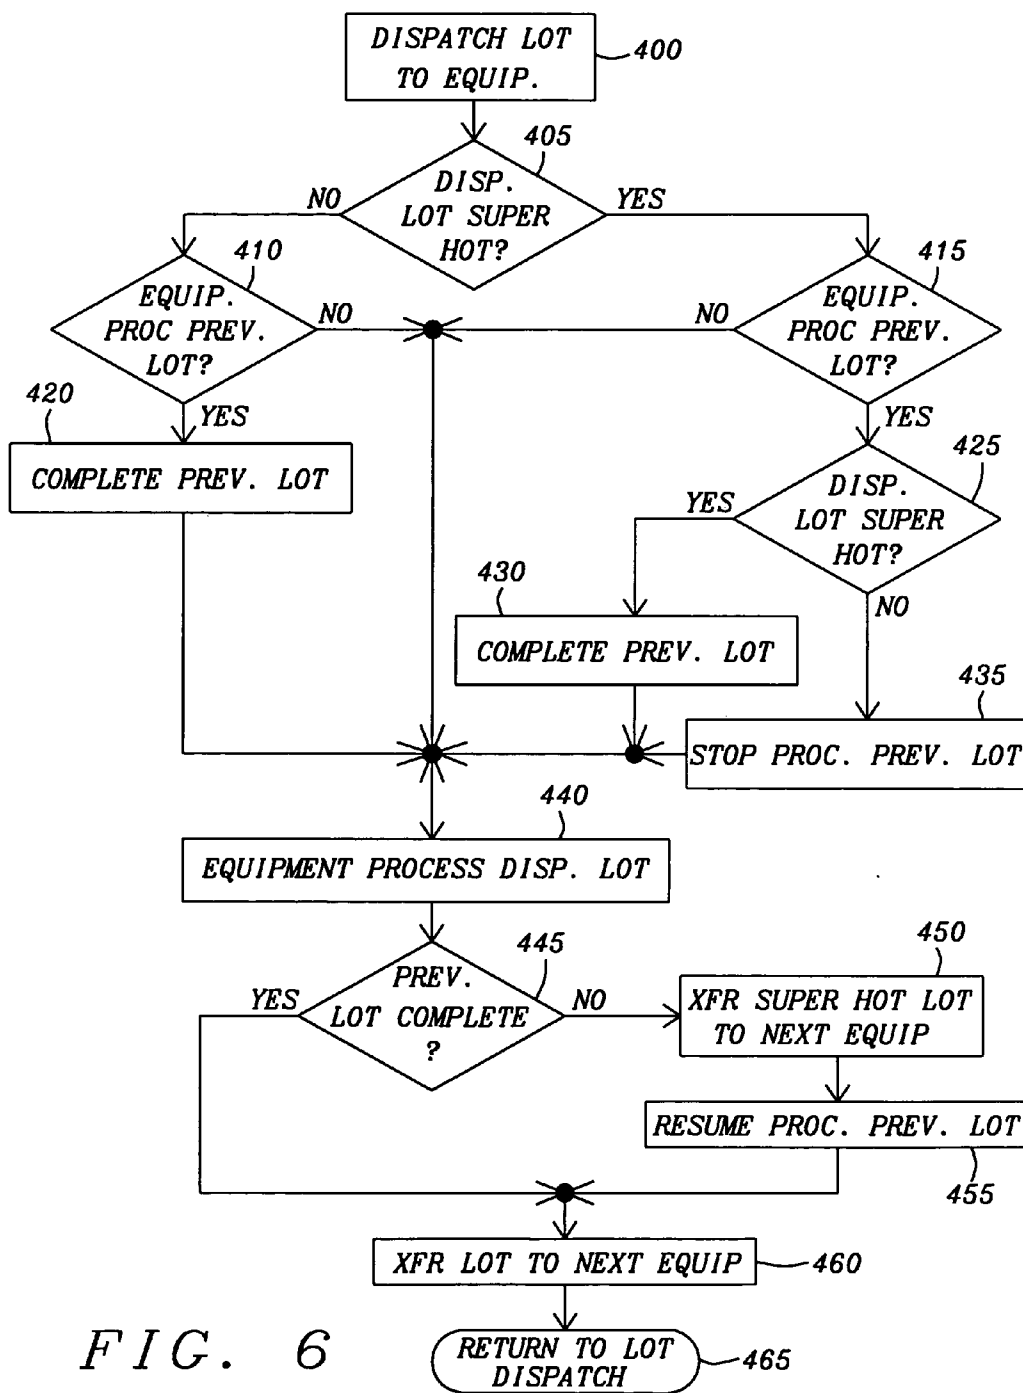 DISPATCH LOT
TO EQUIP.
400
405
DISP.
LOT SUPER
HOT?
NO
YES
410
EQUIP.
PROC PREV.
LOT?
NO
415
EQUIP.
PROC PREV.
LOT?
NO
420
YES
COMPLETE PREV. LOT
YES
425
DISP.
LOT SUPER
HOT?
YES
NO
430
COMPLETE PREV. LOT
435
STOP PROC. PREV. LOT
440
EQUIPMENT PROCESS DISP. LOT
445
PREV.
LOT COMPLETE
?
YES
NO
450
XFR SUPER HOT LOT
TO NEXT EQUIP
RESUME PROC. PREV. LOT
455
XFR LOT TO NEXT EQUIP
460
RETURN TO LOT
DISPATCH
465
FIG. 6